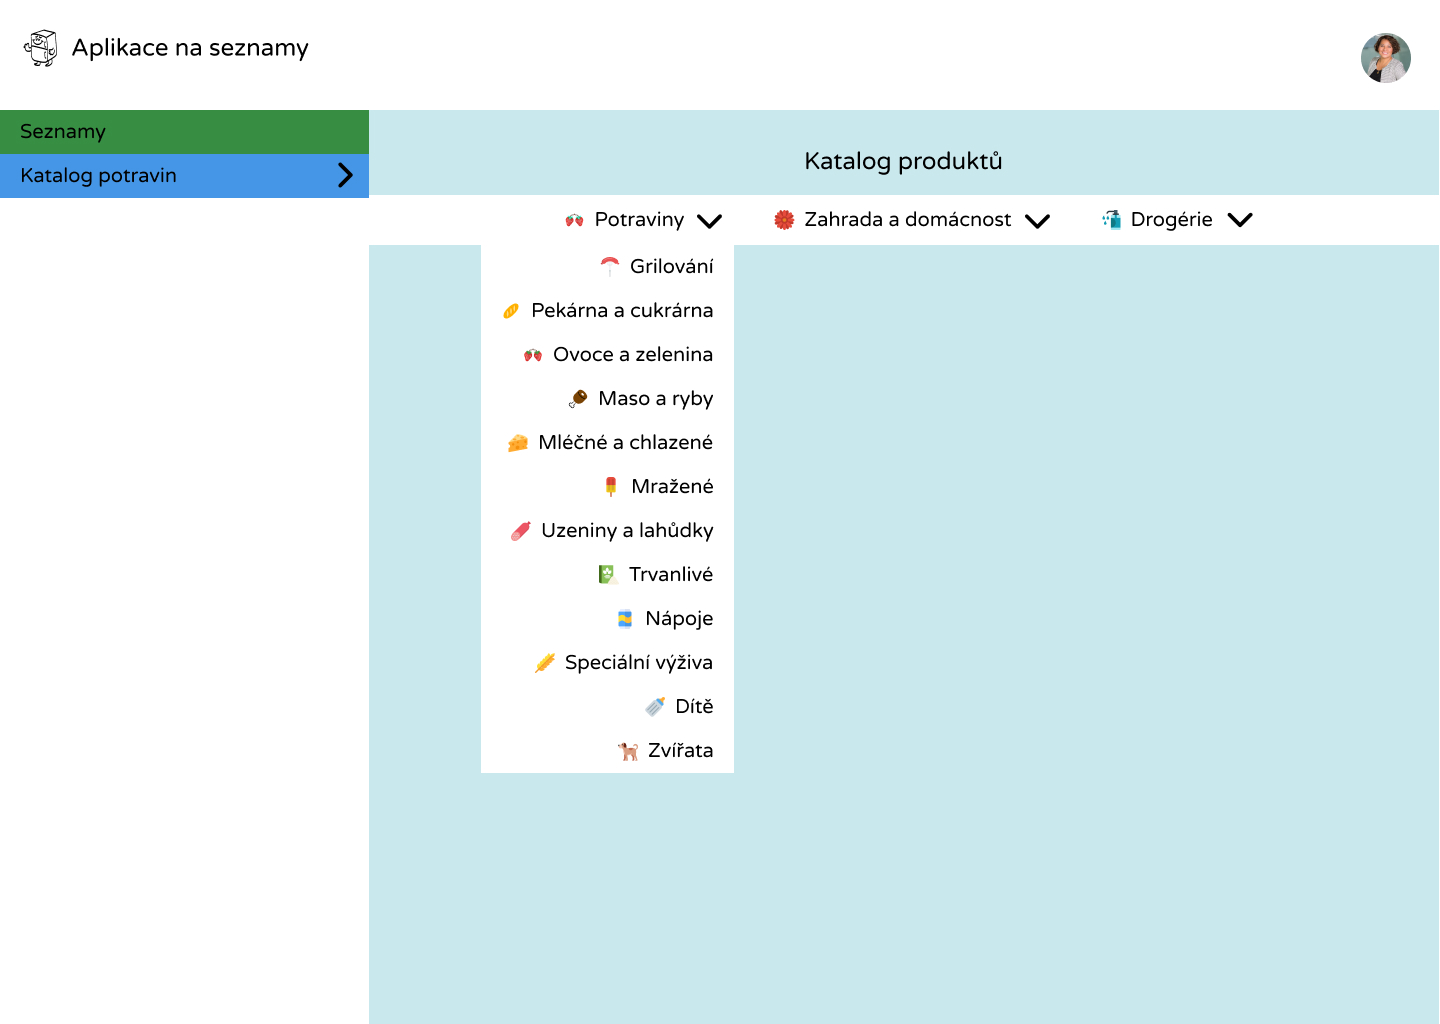 Aplikace na seznamy
Seznamy
Katalog potravin
Katalog produktů
Potraviny
Zahrada a domácnost
Drogérie
Grilování
Pekárna a cukrárna
Ovoce a zelenina
Maso a ryby
Mléčné a chlazené
Mražené
Uzeniny a lahůdky
Trvanlivé
Nápoje
Speciální výživa
Dítě
Zvířata